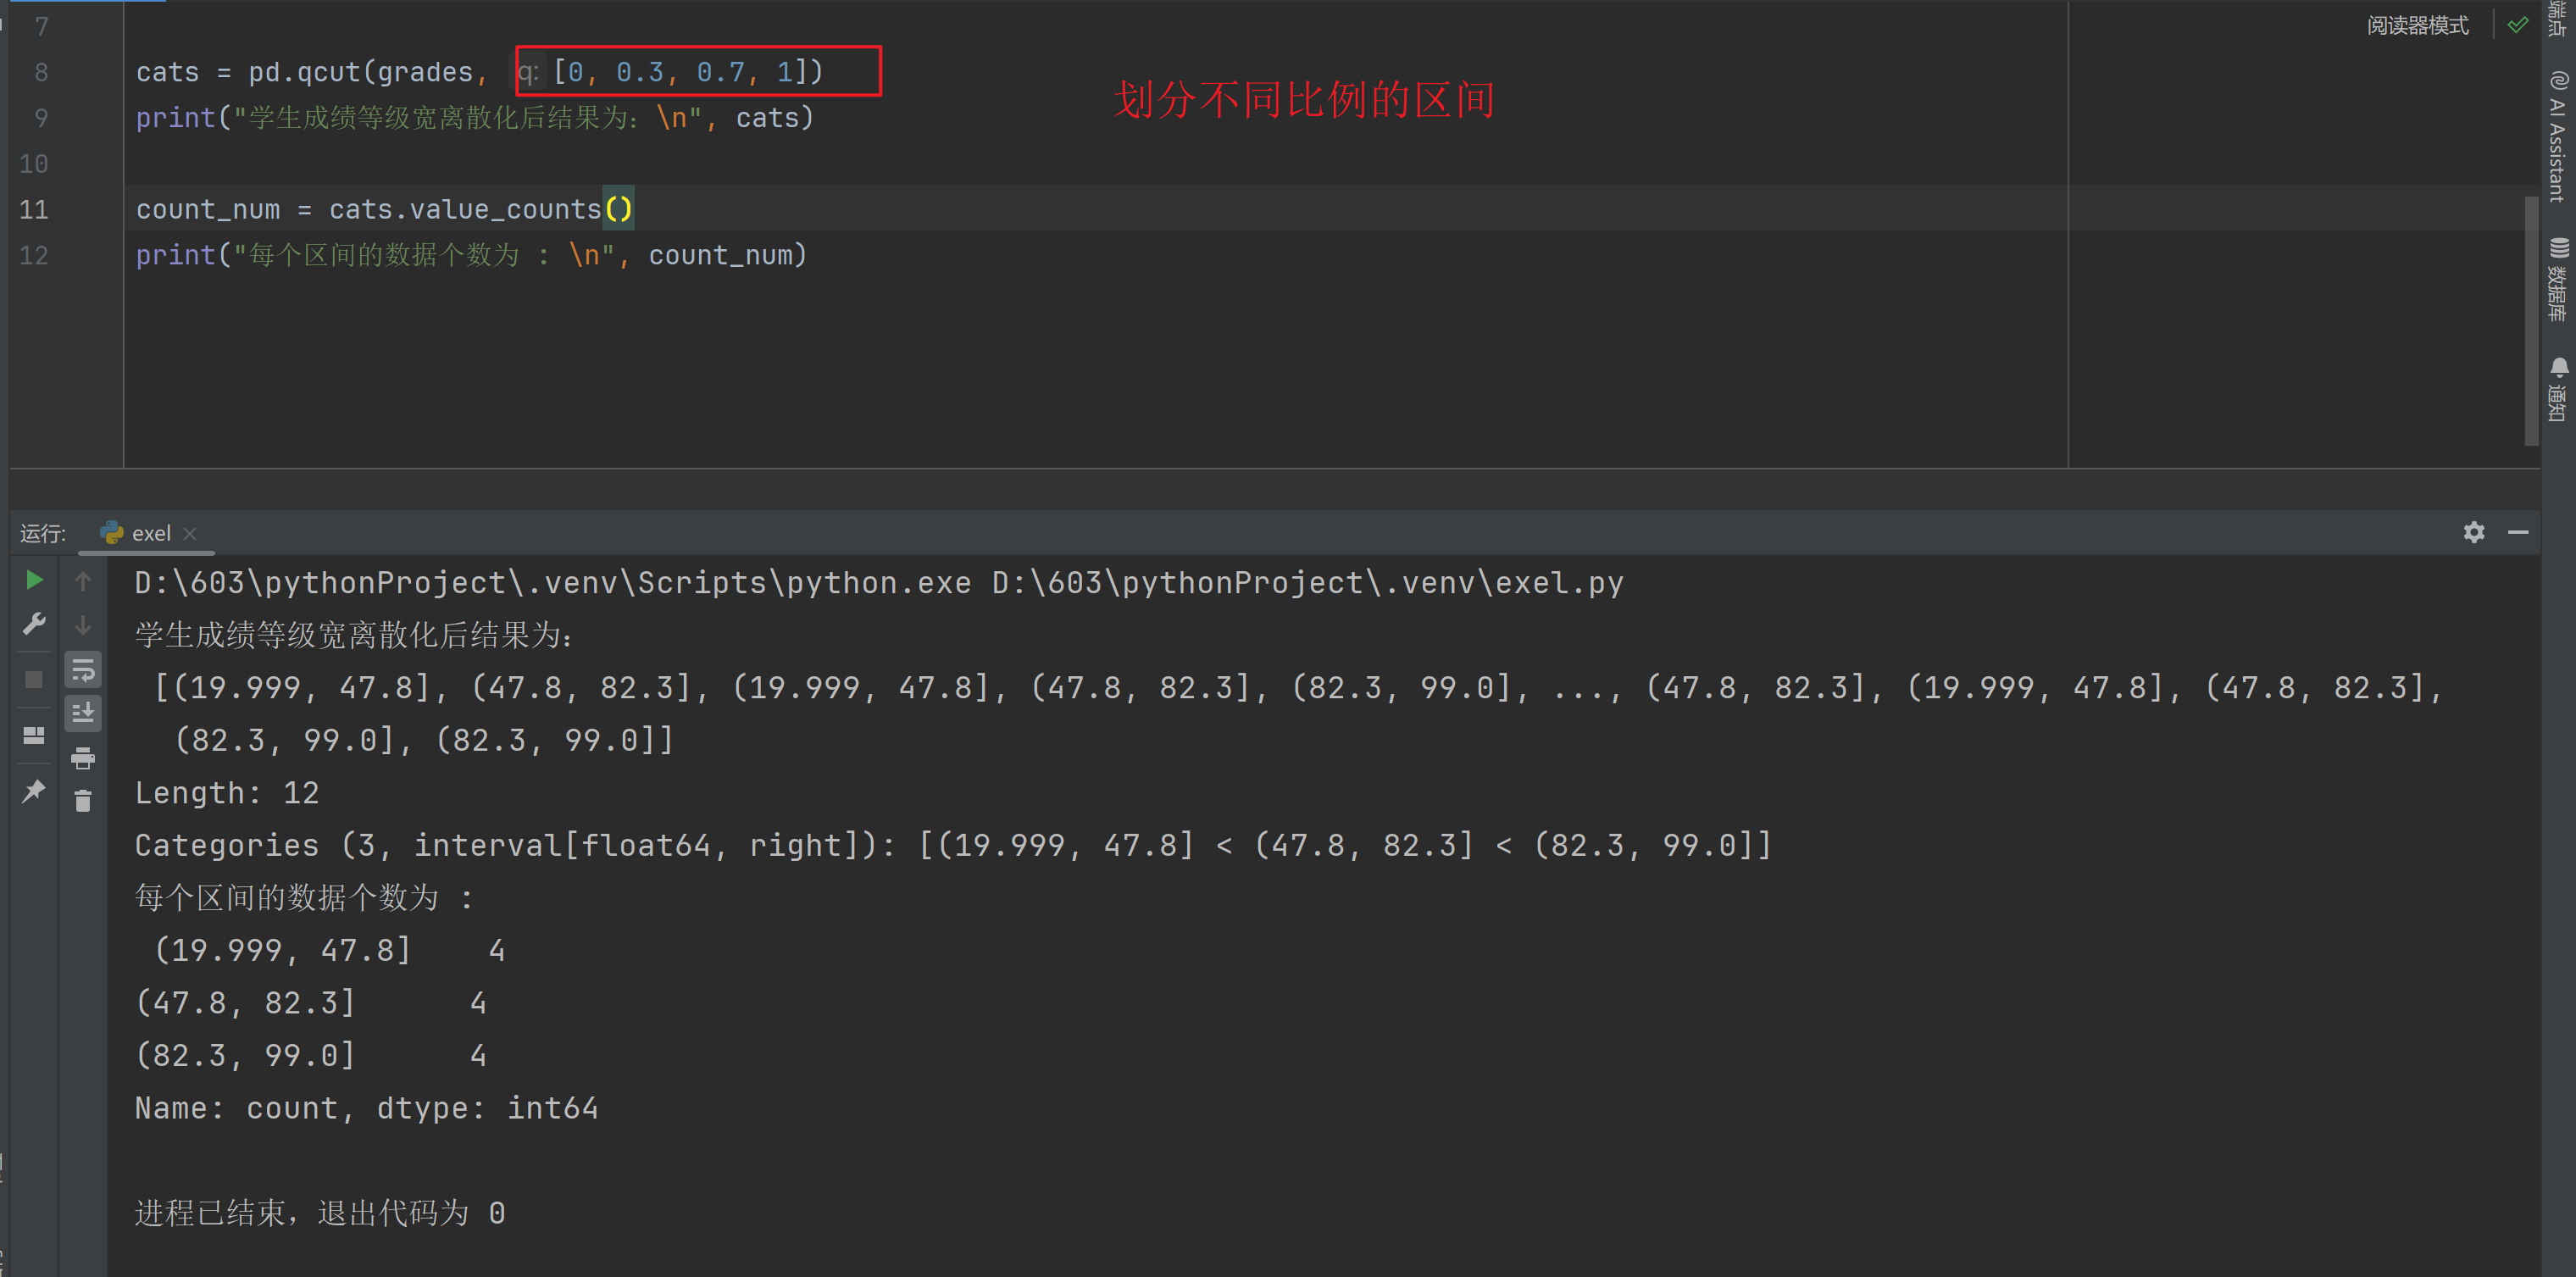 7
阅读器模式
8 cats = pd.qcut(grades, q: [0, 0.3, 0.7, 1])
划分不同比例的区间
9 print("学生成绩等级宽离散化后结果为：\n", cats)
10
11 count_num = cats.value_counts()
12 print("每个区间的数据个数为 : \n", count_num)
端点
@ AI Assistant
数据库
通知
运行: exel ×
D:\603\pythonProject\.venv\Scripts\python.exe D:\603\pythonProject\.venv\exel.py
学生成绩等级宽离散化后结果为：
[(19.999, 47.8], (47.8, 82.3], (19.999, 47.8], (47.8, 82.3], (82.3, 99.0], ..., (47.8, 82.3], (19.999, 47.8], (47.8, 82.3],
(82.3, 99.0], (82.3, 99.0]]
Length: 12
Categories (3, interval[float64, right]): [(19.999, 47.8] < (47.8, 82.3] < (82.3, 99.0]]
每个区间的数据个数为 :
(19.999, 47.8]    4
(47.8, 82.3]      4
(82.3, 99.0]      4
Name: count, dtype: int64
进程已结束，退出代码为 0